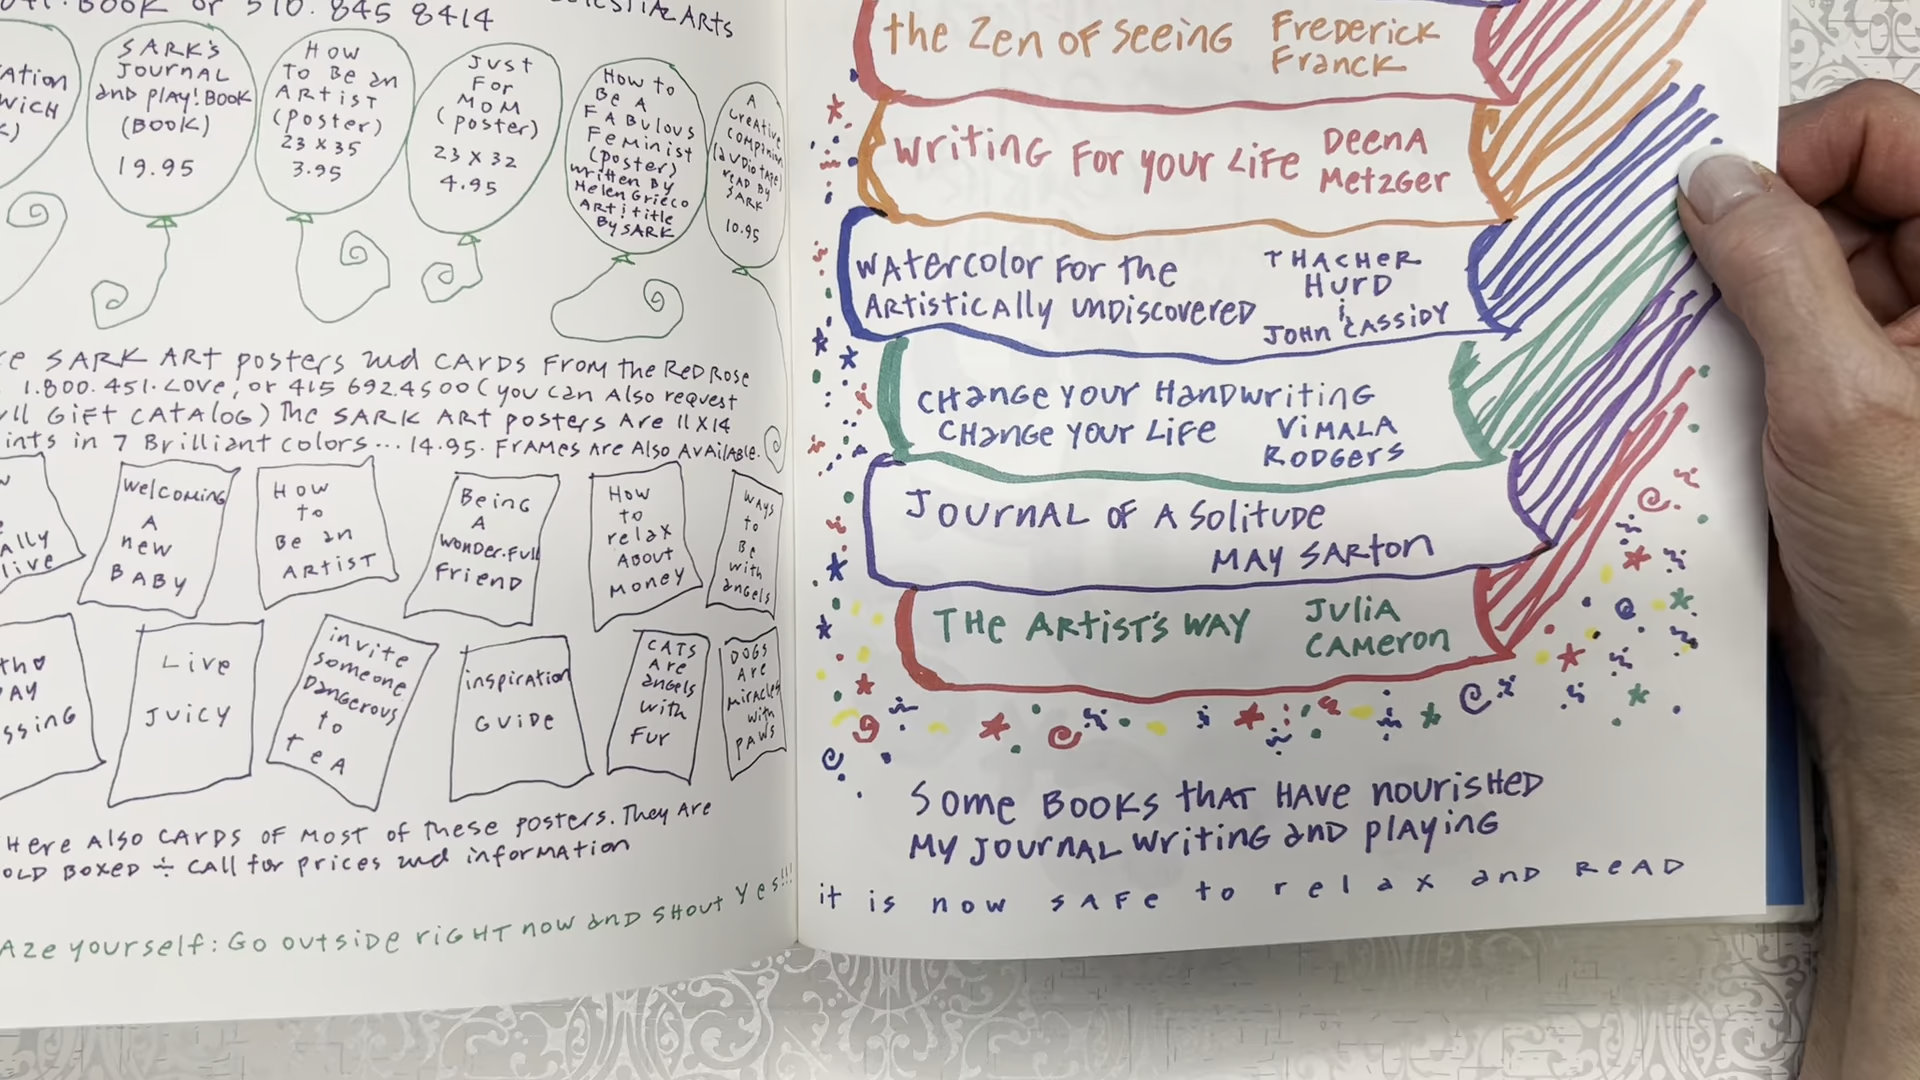 BOOK or 510.845 8414
ARTS
SARK'S
JOURNAL
and PLAY! BOOK
(BOOK)
19.95
HOW
TO Be an
ARTIST
(Poster)
23 X 35
3.95
JUST
FOR
MOM
(poster)
23 X 32
4.95
HOW to
Be A
FABULOUS
FeMinist
(poster)
written By
Helen Grieco
ART & title
By SARK
A
Creative
Companion
(audio tape)
reAD By
SARK
10.95
SARK ART posters and CARDS From the ReD Rose
1.800.451.Love, or 415 692.4500 (you can Also request
GiFt CATALOG) The SARK ART posters Are 11X14
in 7 Brilliant colors... 14.95. FrAMes Are Also AvAilABle.
Live
Welcoming
A
new
BABY
HOW
to
Be an
ARTIST
Being
A
wonder.Full
Friend
How
to
relax
About
Money
WAYS
to
Be
with
angels
Live
JUICY
invite
someone
Dangerous
to
teA
inspiration
GUIDe
CATS
Are
angels
with
Fur
DOGS
Are
miracles
with
PAWS
Here Also CArDs OF Most of These posters. They Are
BOXeD ÷ CAll for prices and information
yourself: Go outside right now and shout yes!!!
the Zen OF Seeing Frederick
Franck
Writing For your Life DeenA
MetzGer
WAtercolor For the
Artistically Undiscovered
THACHER
HURD
&
JOHN CASSIDY
CHange your Handwriting
CHange your Life
ViMALA
RODGers
JOURNAL OF A Solitude
MAY SARton
THe Artist's WAY Julia
CAMeron
Some BOOKS tHAT HAVe nourisHeD
MY JOURNAL Writing and PLAYiNG
it is now SAFe to relax and ReAD